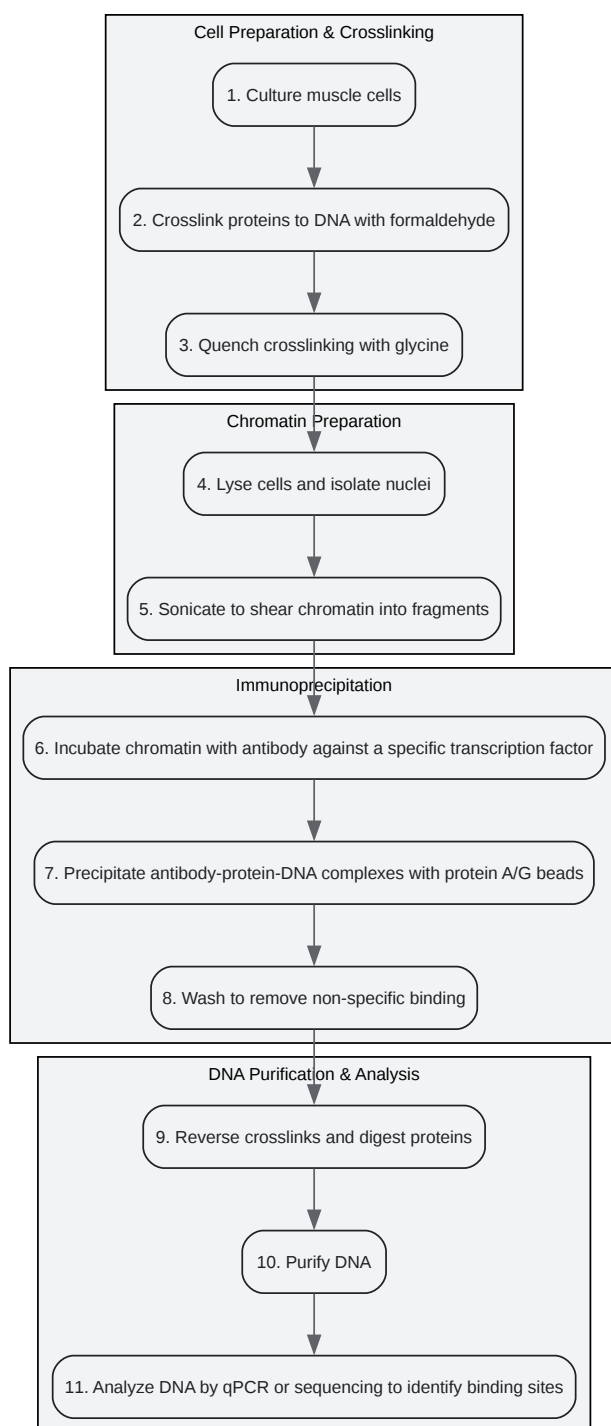 Cell Preparation & Crosslinking
1. Culture muscle cells
2. Crosslink proteins to DNA with formaldehyde
3. Quench crosslinking with glycine
Chromatin Preparation
4. Lyse cells and isolate nuclei
5. Sonicate to shear chromatin into fragments
Immunoprecipitation
6. Incubate chromatin with antibody against a specific transcription factor
7. Precipitate antibody-protein-DNA complexes with protein A/G beads
8. Wash to remove non-specific binding
DNA Purification & Analysis
9. Reverse crosslinks and digest proteins
10. Purify DNA
11. Analyze DNA by qPCR or sequencing to identify binding sites